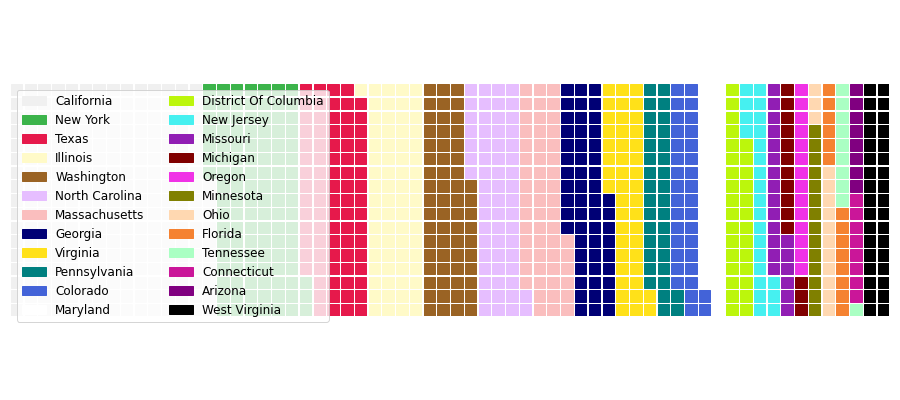 California
New York
Texas
Illinois
Washington
North Carolina
Massachusetts
Georgia
Virginia
Pennsylvania
Colorado
Maryland
District Of Columbia
New Jersey
Missouri
Michigan
Oregon
Minnesota
Ohio
Florida
Tennessee
Connecticut
Arizona
West Virginia